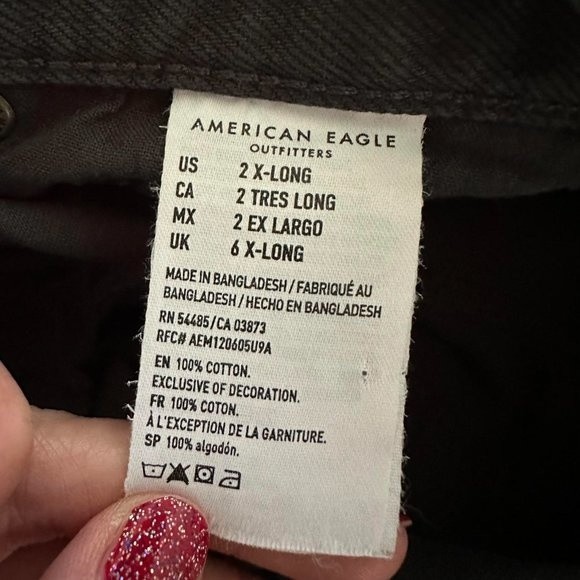 AMERICAN EAGLE
OUTFITTERS
US 2 X-LONG
CA 2 TRES LONG
MX 2 EX LARGO
UK 6 X-LONG
MADE IN BANGLADESH / FABRIQUÉ AU
BANGLADESH / HECHO EN BANGLADESH
RN 54485/CA 03873
RFC# AEM120605U9A
EN 100% COTTON.
EXCLUSIVE OF DECORATION.
FR 100% COTON.
À L'EXCEPTION DE LA GARNITURE.
SP 100% algodón.